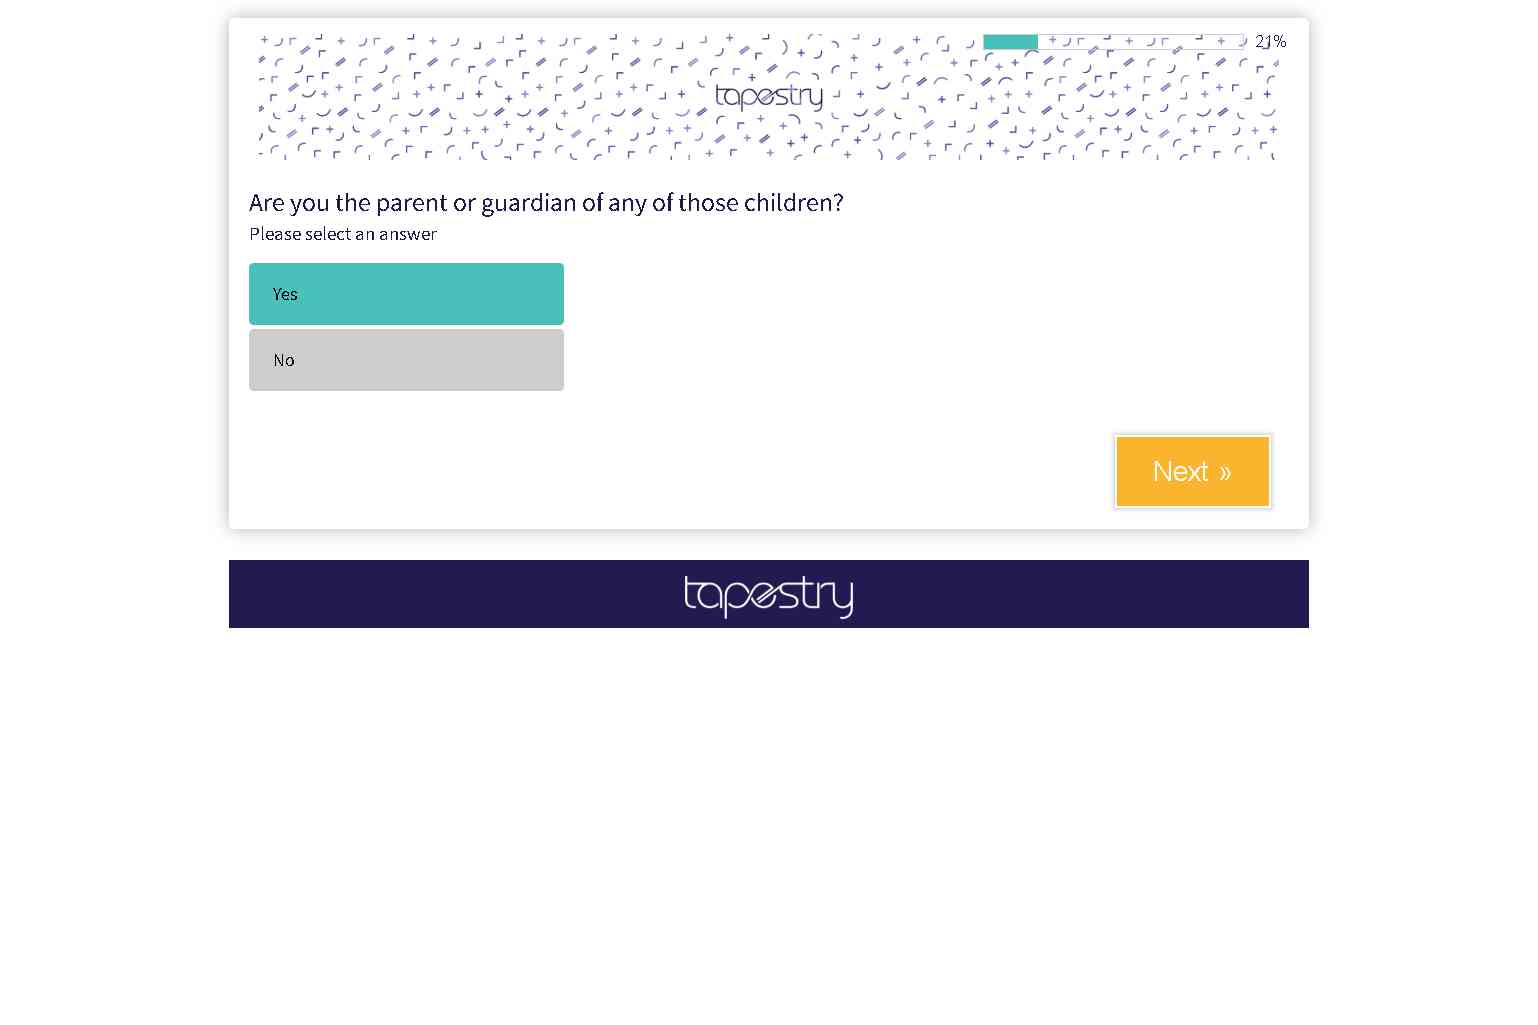 21%
tapestry
Are you the parent or guardian of any of those children?
Please select an answer
Yes
No
Next »
tapestry